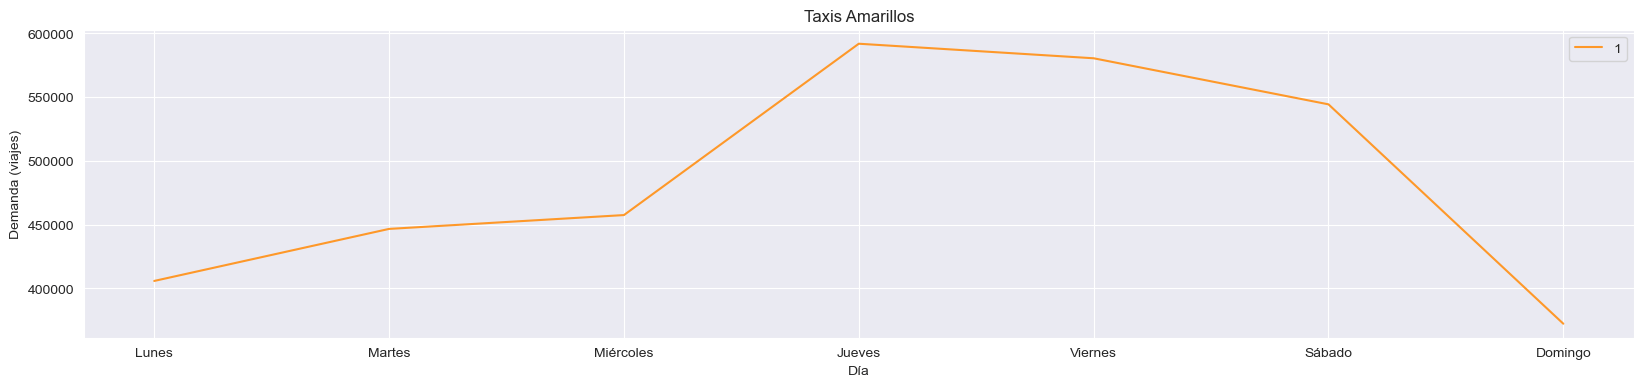 Taxis Amarillos
1
Demanda (viajes)
600000
550000
500000
450000
400000
Lunes Martes Miércoles Jueves Viernes Sábado Domingo
Día